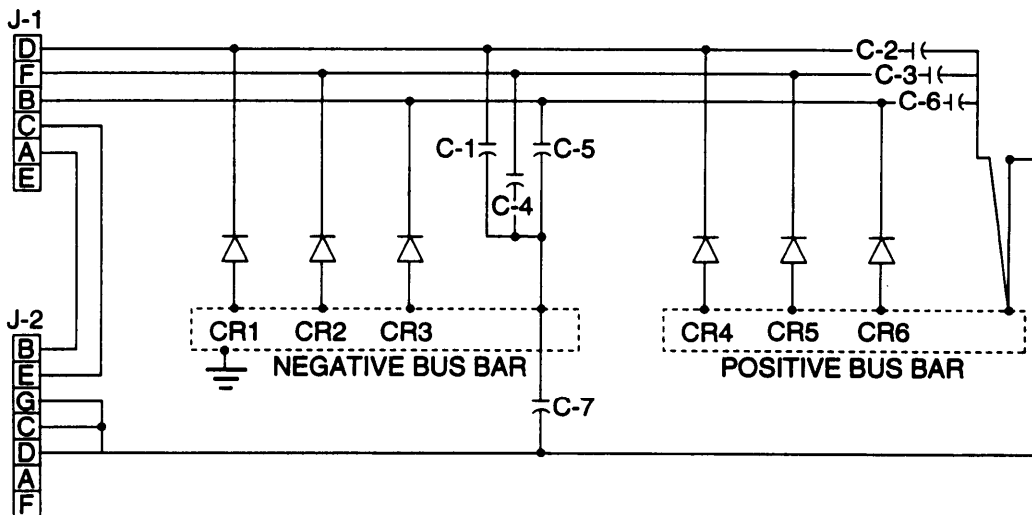 J-1
D
F
B
C
A
E
C-2
C-3
C-6
C-1
C-5
C-4
J-2
B
E
G
C
D
A
F
CR1 CR2 CR3
NEGATIVE BUS BAR
CR4 CR5 CR6
POSITIVE BUS BAR
C-7